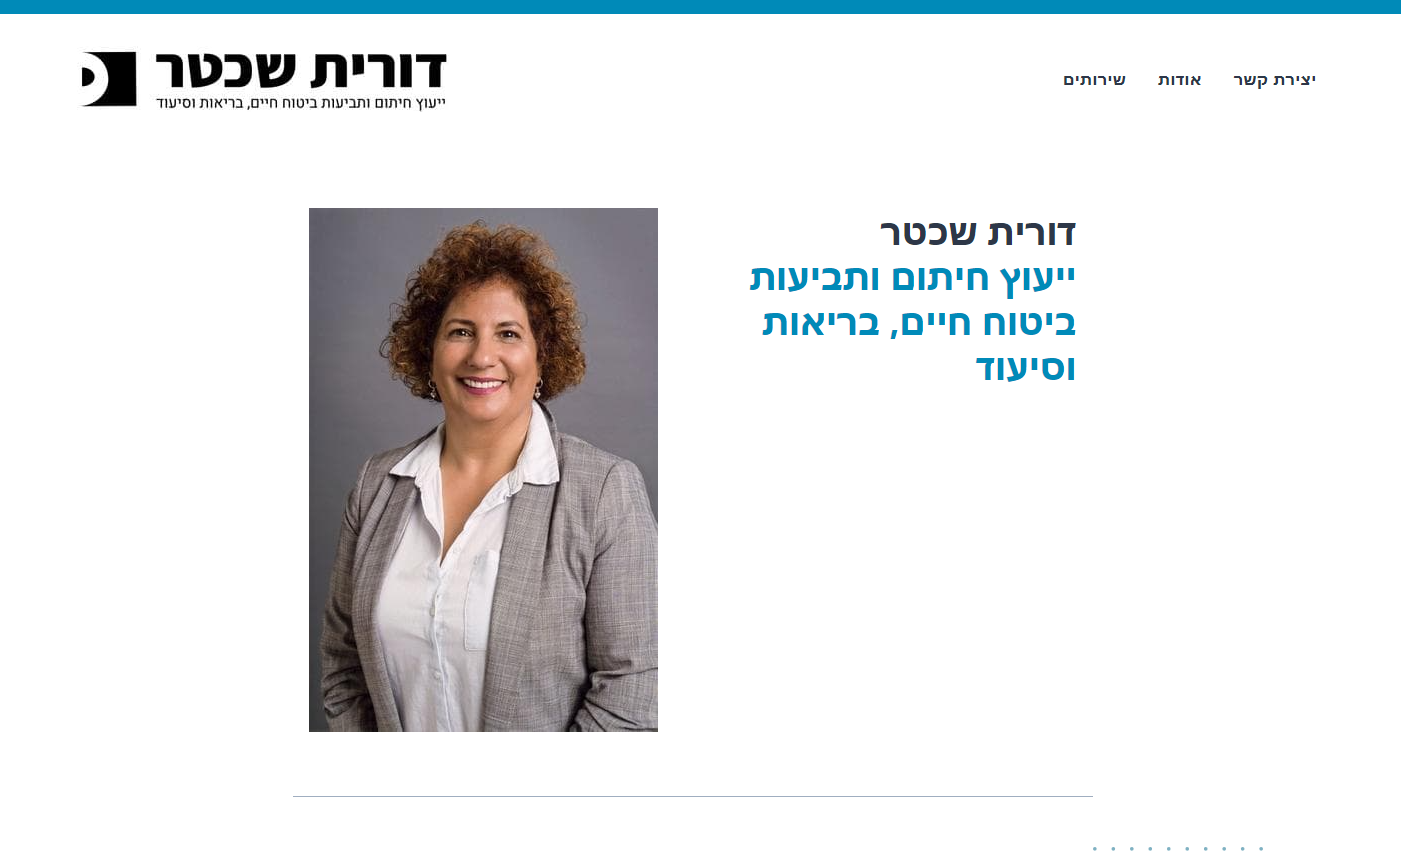 דורית שכטר
ייעוץ חיתום ותביעות ביטוח חיים, בריאות וסיעוד
יצירת קשר
אודות
שירותים
דורית שכטר
ייעוץ חיתום ותביעות
ביטוח חיים, בריאות
וסיעוד